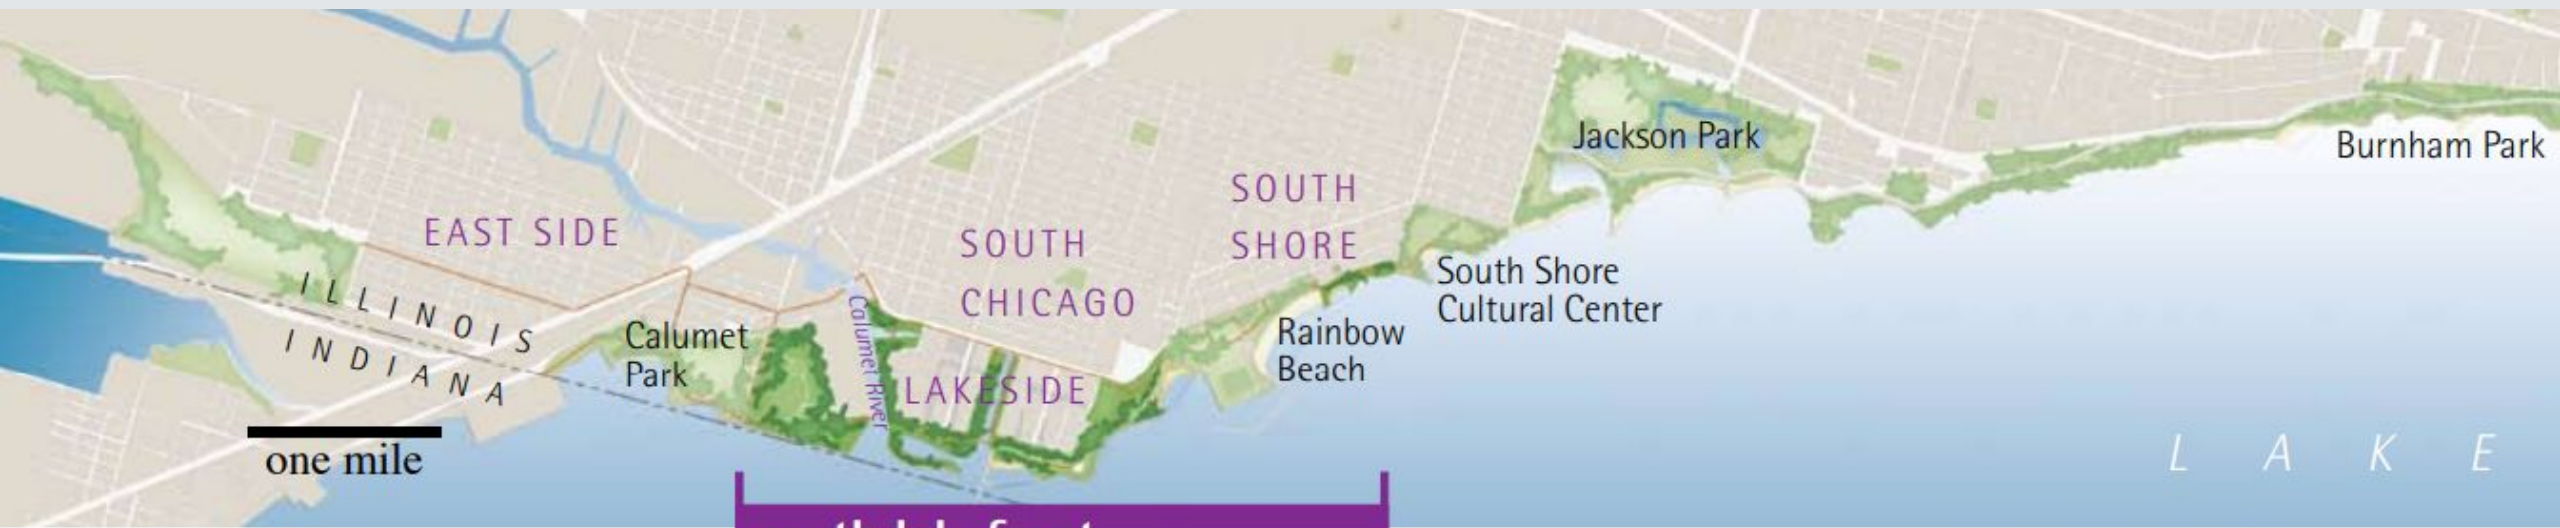 Jackson Park
Burnham Park
SOUTH
SHORE
EAST SIDE
SOUTH
CHICAGO
South Shore
Cultural Center
ILLINOIS
INDIANA
Calumet
Park
Calumet River
LAKESIDE
Rainbow
Beach
one mile
LAKE